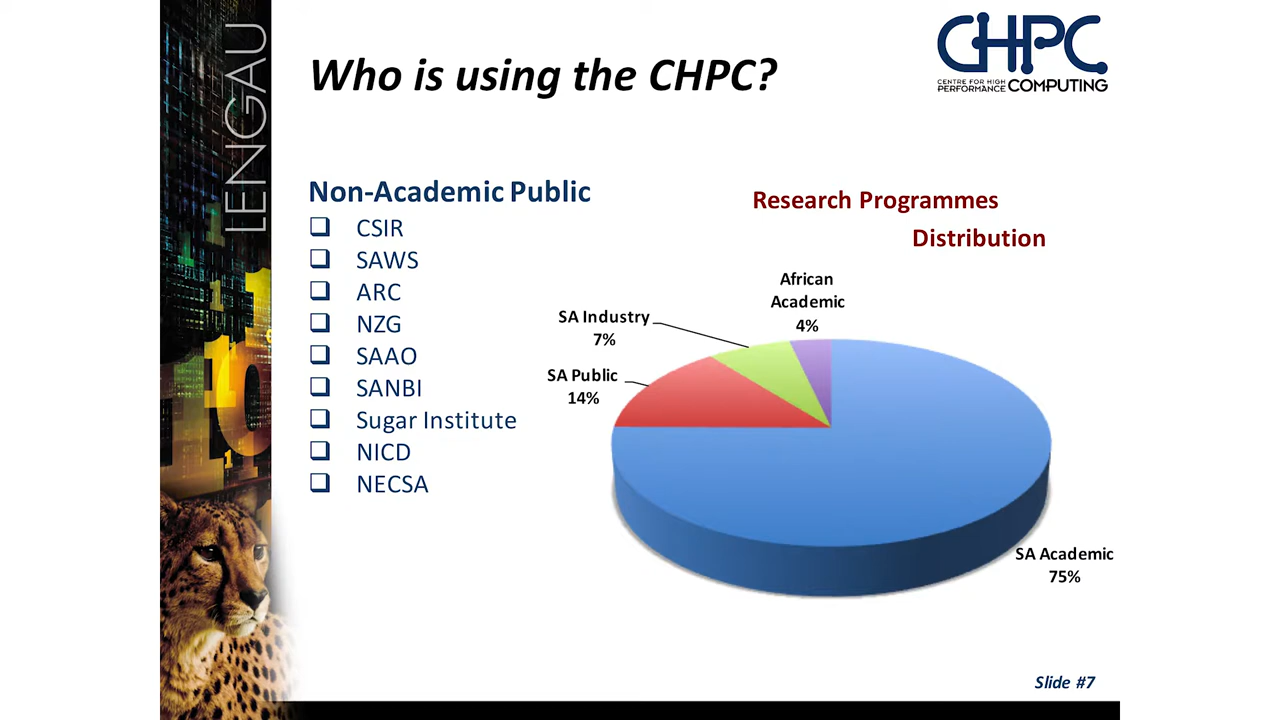 LENGAU
Who is using the CHPC?
CHPC
CENTRE FOR HIGH
PERFORMANCE COMPUTING
Non-Academic Public
CSIR
SAWS
ARC
NZG
SAAO
SANBI
Sugar Institute
NICD
NECSA
Research Programmes
Distribution
African
Academic
4%
SA Industry
7%
SA Public
14%
SA Academic
75%
Slide #7